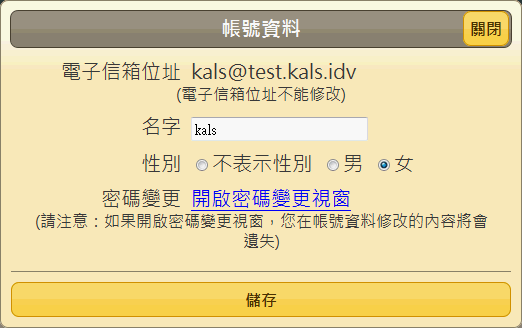 帳號資料
關閉
電子信箱位址 kals@test.kals.idv
(電子信箱位址不能修改)
名字 kals
性別 不表示性別 男 女
密碼變更 開啟密碼變更視窗
(請注意：如果開啟密碼變更視窗，您在帳號資料修改的內容將會
遺失)
儲存